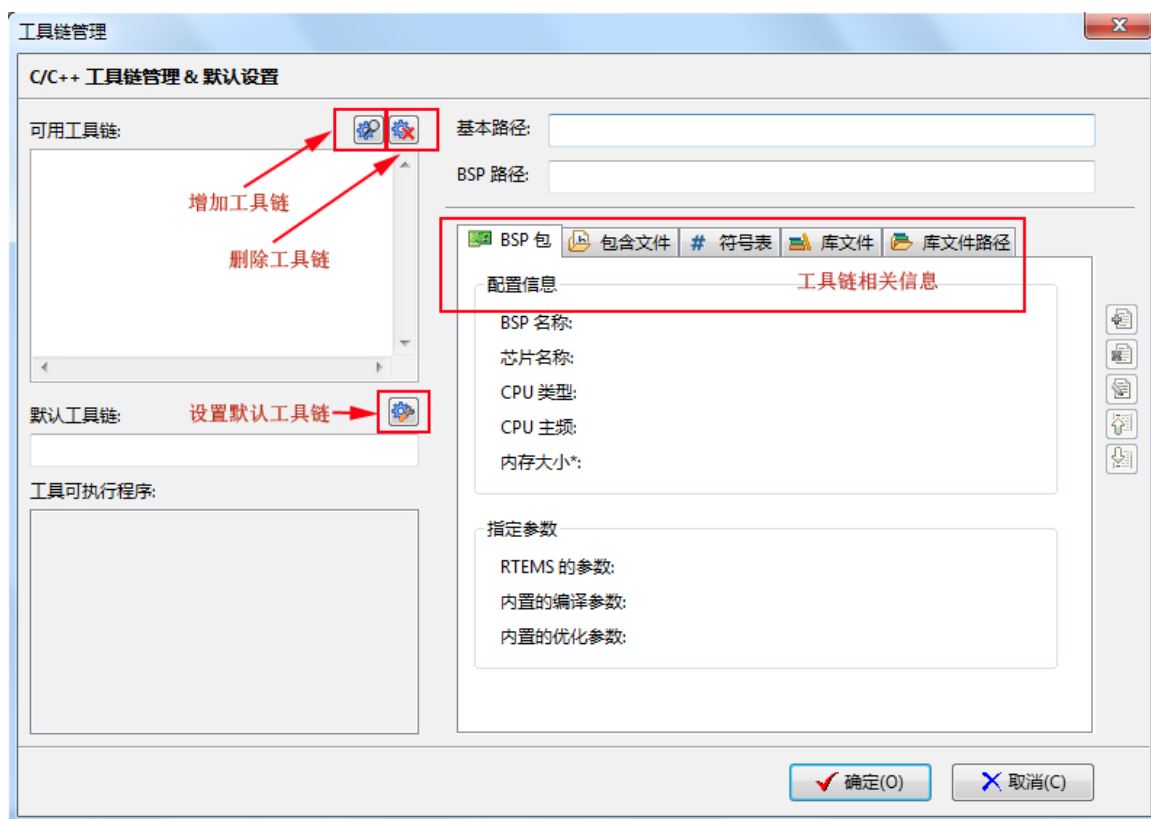 工具链管理
C/C++ 工具链管理 & 默认设置
可用工具链:
增加工具链
删除工具链
默认工具链:
设置默认工具链
工具可执行程序:
基本路径:
BSP 路径:
BSP 包
包含文件
# 符号表
库文件
库文件路径
工具链相关信息
配置信息
BSP 名称:
芯片名称:
CPU 类型:
CPU 主频:
内存大小*:
指定参数
RTEMS 的参数:
内置的编译参数:
内置的优化参数:
确定(O)
取消(C)